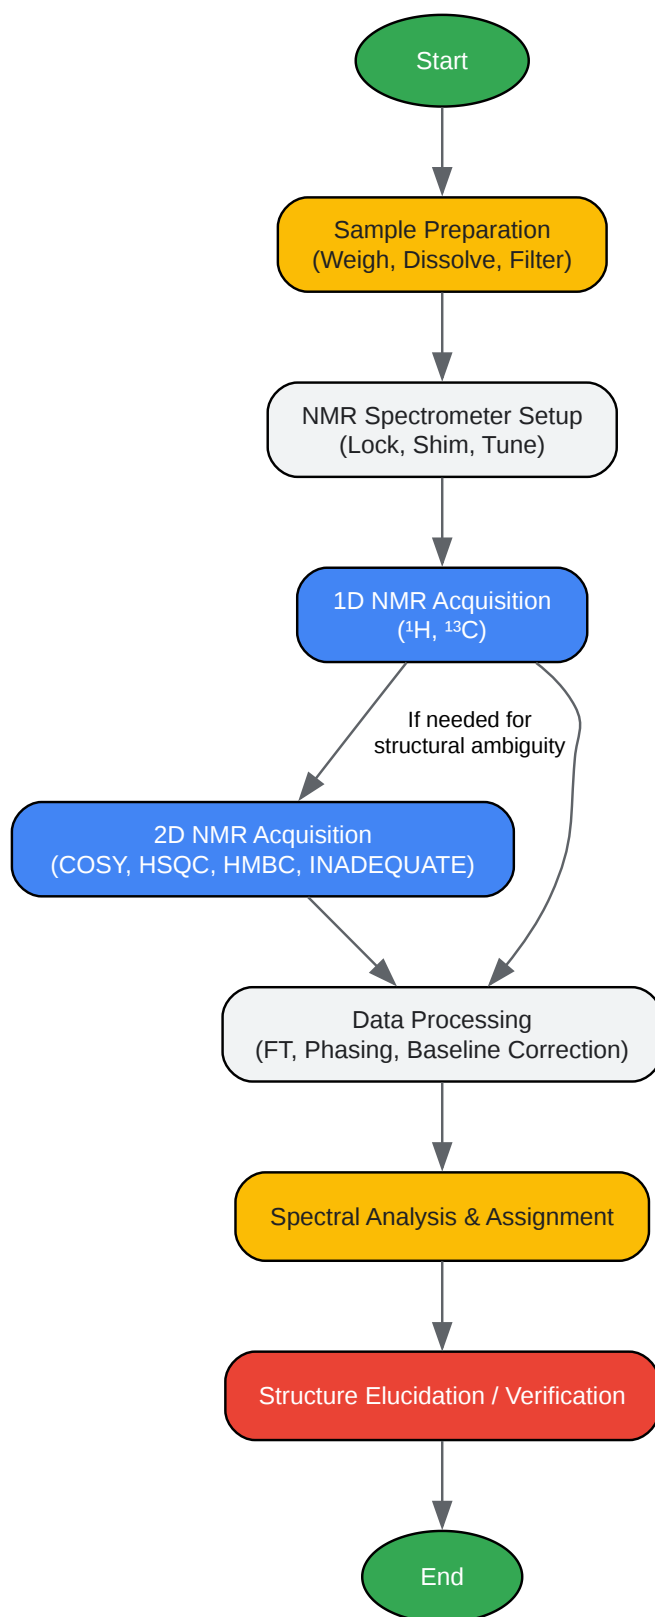 Start
Sample Preparation
(Weigh, Dissolve, Filter)
NMR Spectrometer Setup
(Lock, Shim, Tune)
1D NMR Acquisition
(¹H, ¹³C)
If needed for
structural ambiguity
2D NMR Acquisition
(COSY, HSQC, HMBC, INADEQUATE)
Data Processing
(FT, Phasing, Baseline Correction)
Spectral Analysis & Assignment
Structure Elucidation / Verification
End